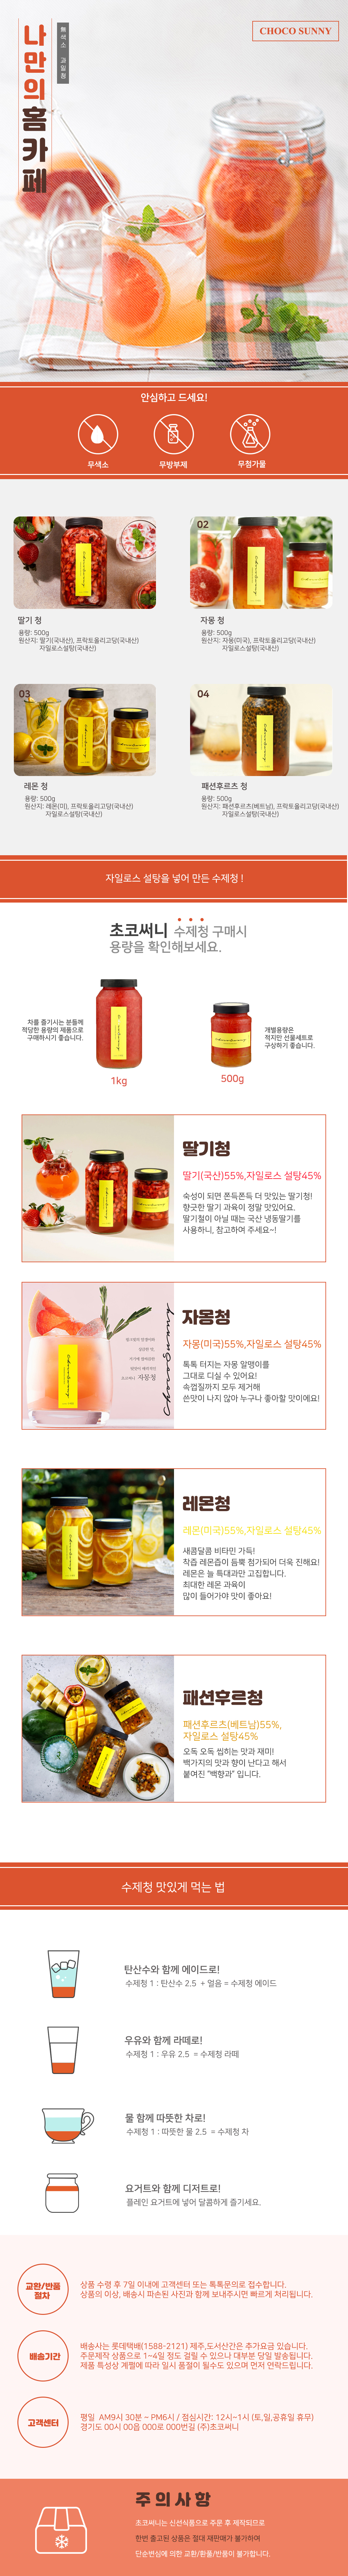 CHOCO SUNNY
無색소 과일청
나만의홈카페
안심하고 드세요!
무색소
무방부제
무첨가물
딸기 청
용량: 500g
원산지: 딸기(국내산), 프락토올리고당(국내산)
자일로스설탕(국내산)
02
자몽 청
용량: 500g
원산지: 자몽(미국), 프락토올리고당(국내산)
자일로스설탕(국내산)
03
레몬 청
용량: 500g
원산지: 레몬(미), 프락토올리고당(국내산)
자일로스설탕(국내산)
04
패션후르츠 청
용량: 500g
원산지: 패션후르츠(베트남), 프락토올리고당(국내산)
자일로스설탕(국내산)
자일로스 설탕을 넣어 만든 수제청 !
초코써니 수제청 구매시
용량을 확인해보세요.
차를 즐기시는 분들께
적당한 용량의 제품으로
구매하시기 좋습니다.
1kg
500g
개별용량은
적지만 선물세트로
구상하기 좋습니다.
딸기청
딸기(국산)55%,자일로스 설탕45%
숙성이 되면 쫀득쫀득 더 맛있는 딸기청!
향긋한 딸기 과육이 정말 맛있어요.
딸기철이 아닐 때는 국산 냉동딸기를
사용하니, 참고하여 주세요~!
자몽청
Choco Sunny
자몽청
자몽(미국)55%,자일로스 설탕45%
톡톡 터지는 자몽 알맹이를
그대로 디실 수 있어요!
속껍질까지 모두 제거해
쓴맛이 나지 않아 누구나 좋아할 맛이에요!
레몬청
레몬(미국)55%,자일로스 설탕45%
새콤달콤 비타민 가득!
착즙 레몬즙이 듬뿍 첨가되어 더욱 진해요!
레몬은 늘 특대과만 고집합니다.
최대한 레몬 과육이
많이 들어가야 맛이 좋아요!
패션후르청
패션후르츠(베트남)55%,
자일로스 설탕45%
오독 오독 씹히는 맛과 재미!
백가지의 맛과 향이 난다고 해서
붙여진 "백향과" 입니다.
수제청 맛있게 먹는 법
탄산수와 함께 에이드로!
수제청 1 : 탄산수 2.5 + 얼음 = 수제청 에이드
우유와 함께 라떼로!
수제청 1 : 우유 2.5 = 수제청 라떼
물 함께 따뜻한 차로!
수제청 1 : 따뜻한 물 2.5 = 수제청 차
요거트와 함께 디저트로!
플레인 요거트에 넣어 달콤하게 즐기세요.
교환/반품
절차
상품 수령 후 7일 이내에 고객센터 또는 톡톡문의로 접수합니다.
상품의 이상, 배송시 파손된 사진과 함께 보내주시면 빠르게 처리됩니다.
배송기간
배송사는 롯데택배(1588-2121) 제주,도서산간은 추가요금 있습니다.
주문제작 상품으로 1~4일 정도 걸릴 수 있으나 대부분 당일 발송됩니다.
제품 특성상 계절에 따라 일시 품절이 될수도 있으며 먼저 연락드립니다.
고객센터
평일 AM9시 30분 ~ PM6시 / 점심시간: 12시~1시 (토,일,공휴일 휴무)
경기도 00시 00읍 000로 000번길 (주)초코써니
주의사항
초코써니는 신선식품으로 주문 후 제작되므로
한번 출고된 상품은 절대 재판매가 불가하며
단순변심에 의한 교환/환불/반품이 불가합니다.